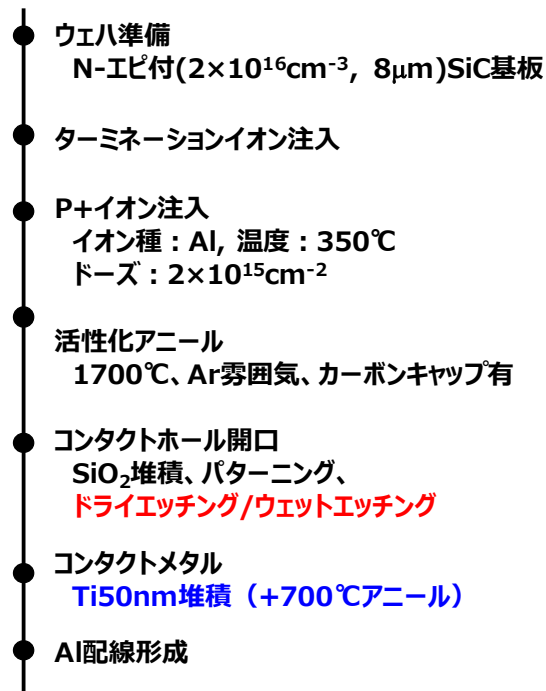 ウェハ準備
N-エピ付(2×10¹⁶cm⁻³, 8μm)SiC基板
ターミネーションイオン注入
P+イオン注入
イオン種：Al, 温度：350℃
ドーズ：2×10¹⁵cm⁻²
活性化アニール
1700℃、Ar雰囲気、カーボンキャップ有
コンタクトホール開口
SiO₂堆積、パターニング、
ドライエッチング/ウェットエッチング
コンタクトメタル
Ti50nm堆積（+700℃アニール）
Al配線形成